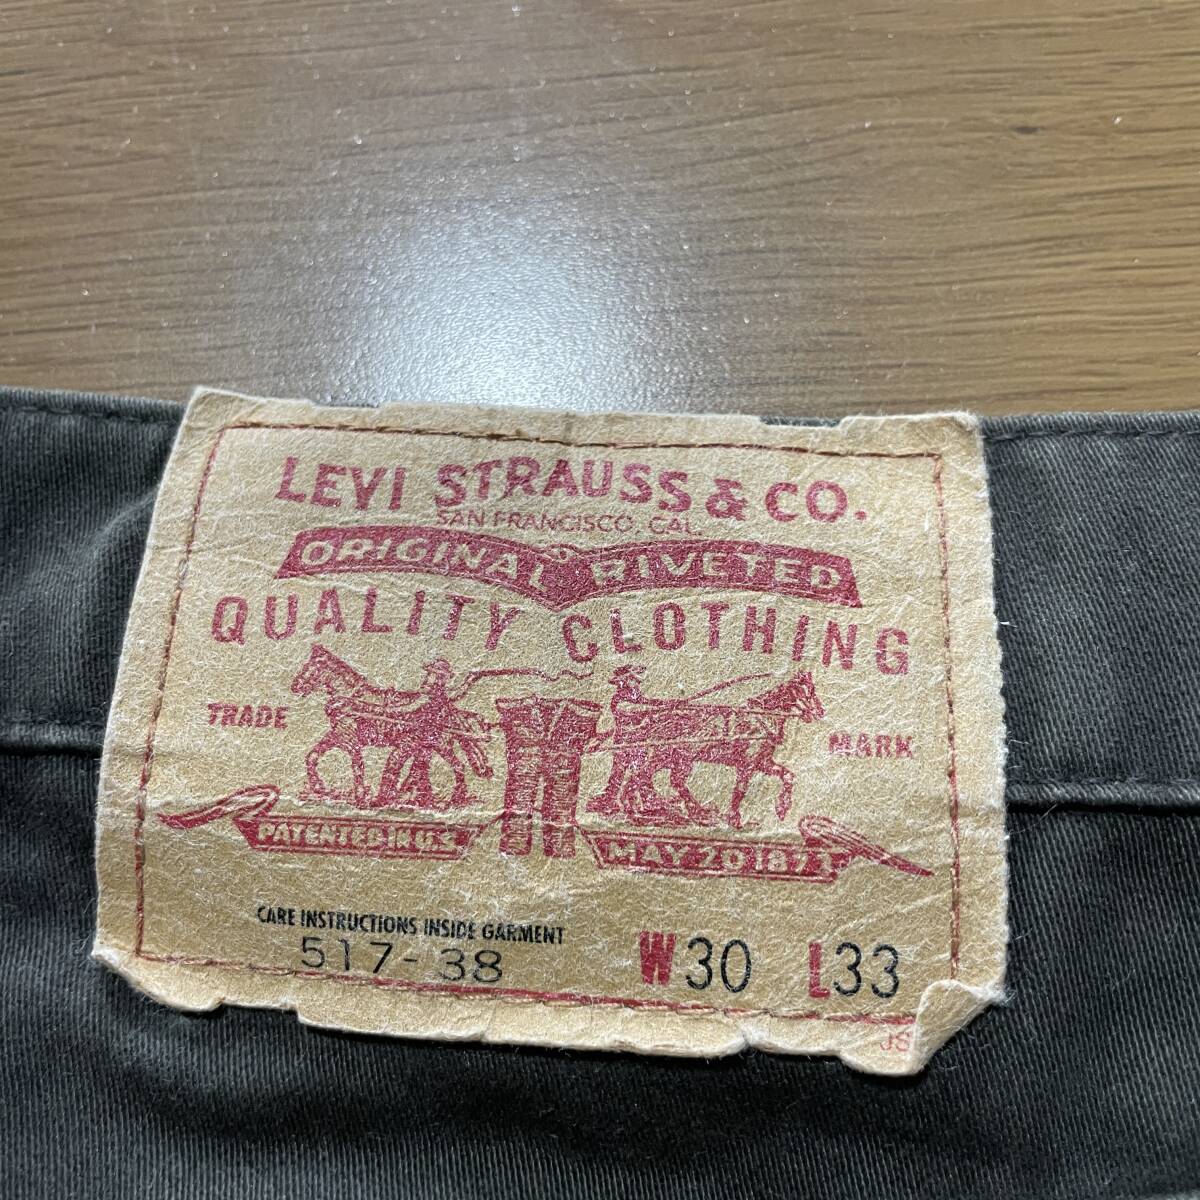 LEVI STRAUSS & CO.
SAN FRANCISCO, CAL.
ORIGINAL RIVETED
QUALITY CLOTHING
TRADE MARK
PATENTED IN U.S. MAY 20 1873
CARE INSTRUCTIONS INSIDE GARMENT
517-38 W30 L33
JS